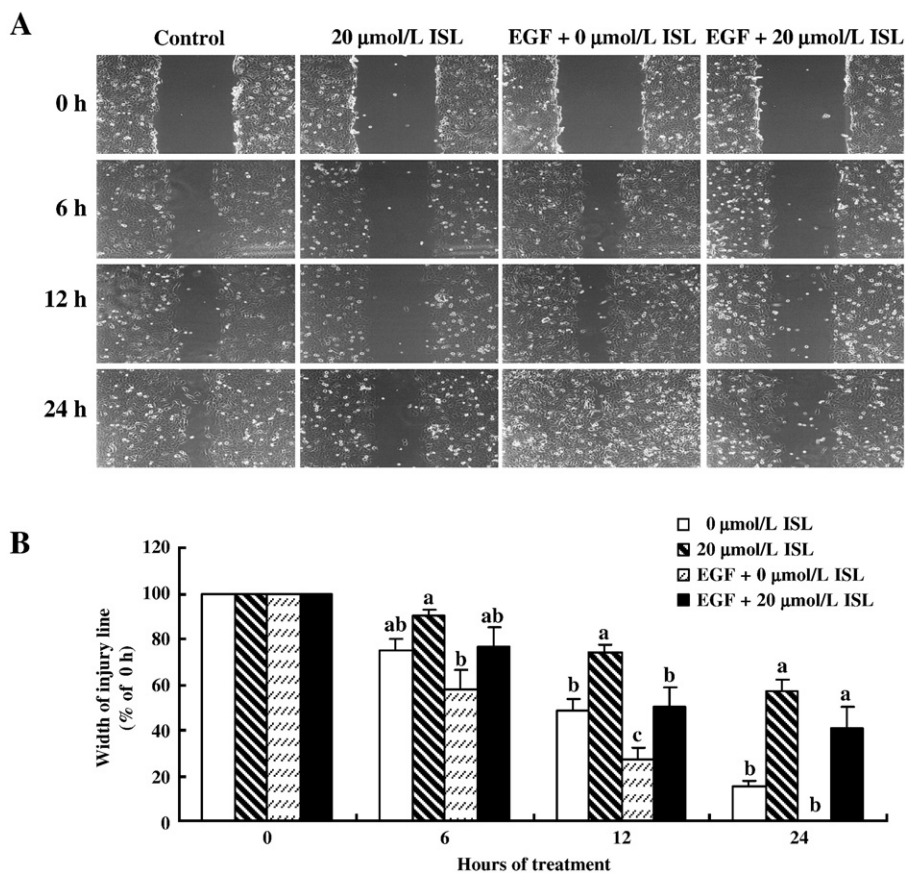 A
Control 20 μmol/L ISL EGF + 0 μmol/L ISL EGF + 20 μmol/L ISL
0 h
6 h
12 h
24 h
B
0 μmol/L ISL
20 μmol/L ISL
EGF + 0 μmol/L ISL
EGF + 20 μmol/L ISL
Width of injury line
(% of 0 h)
120
100
80
60
40
20
0
ab a b ab
b a c b
b a b a
0 6 12 24
Hours of treatment